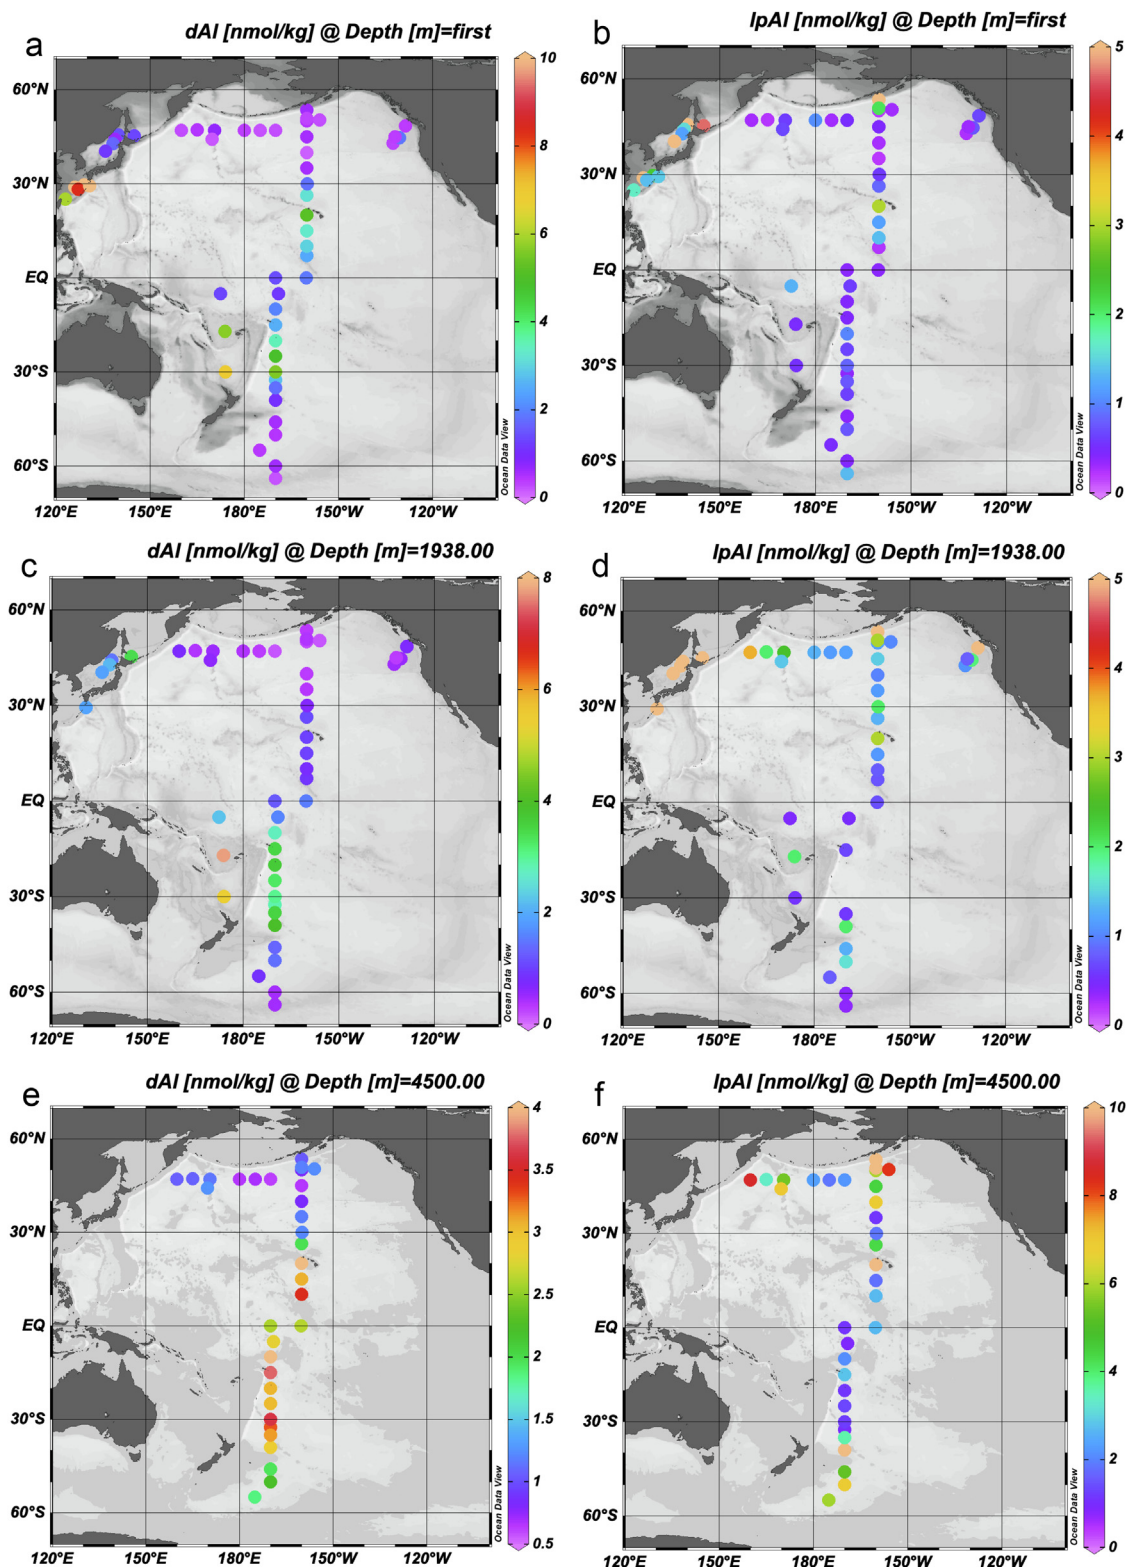 a
dAl [nmol/kg] @ Depth [m]=first
60°N
30°N
EQ
30°S
60°S
120°E 150°E 180°E 150°W 120°W
10
8
6
4
2
0
Ocean Data View
b
lpAl [nmol/kg] @ Depth [m]=first
60°N
30°N
EQ
30°S
60°S
120°E 150°E 180°E 150°W 120°W
5
4
3
2
1
0
Ocean Data View
c
dAl [nmol/kg] @ Depth [m]=1938.00
60°N
30°N
EQ
30°S
60°S
120°E 150°E 180°E 150°W 120°W
8
6
4
2
0
Ocean Data View
d
lpAl [nmol/kg] @ Depth [m]=1938.00
60°N
30°N
EQ
30°S
60°S
120°E 150°E 180°E 150°W 120°W
5
4
3
2
1
0
Ocean Data View
e
dAl [nmol/kg] @ Depth [m]=4500.00
60°N
30°N
EQ
30°S
60°S
120°E 150°E 180°E 150°W 120°W
4
3.5
3
2.5
2
1.5
1
0.5
Ocean Data View
f
lpAl [nmol/kg] @ Depth [m]=4500.00
60°N
30°N
EQ
30°S
60°S
120°E 150°E 180°E 150°W 120°W
10
8
6
4
2
0
Ocean Data View